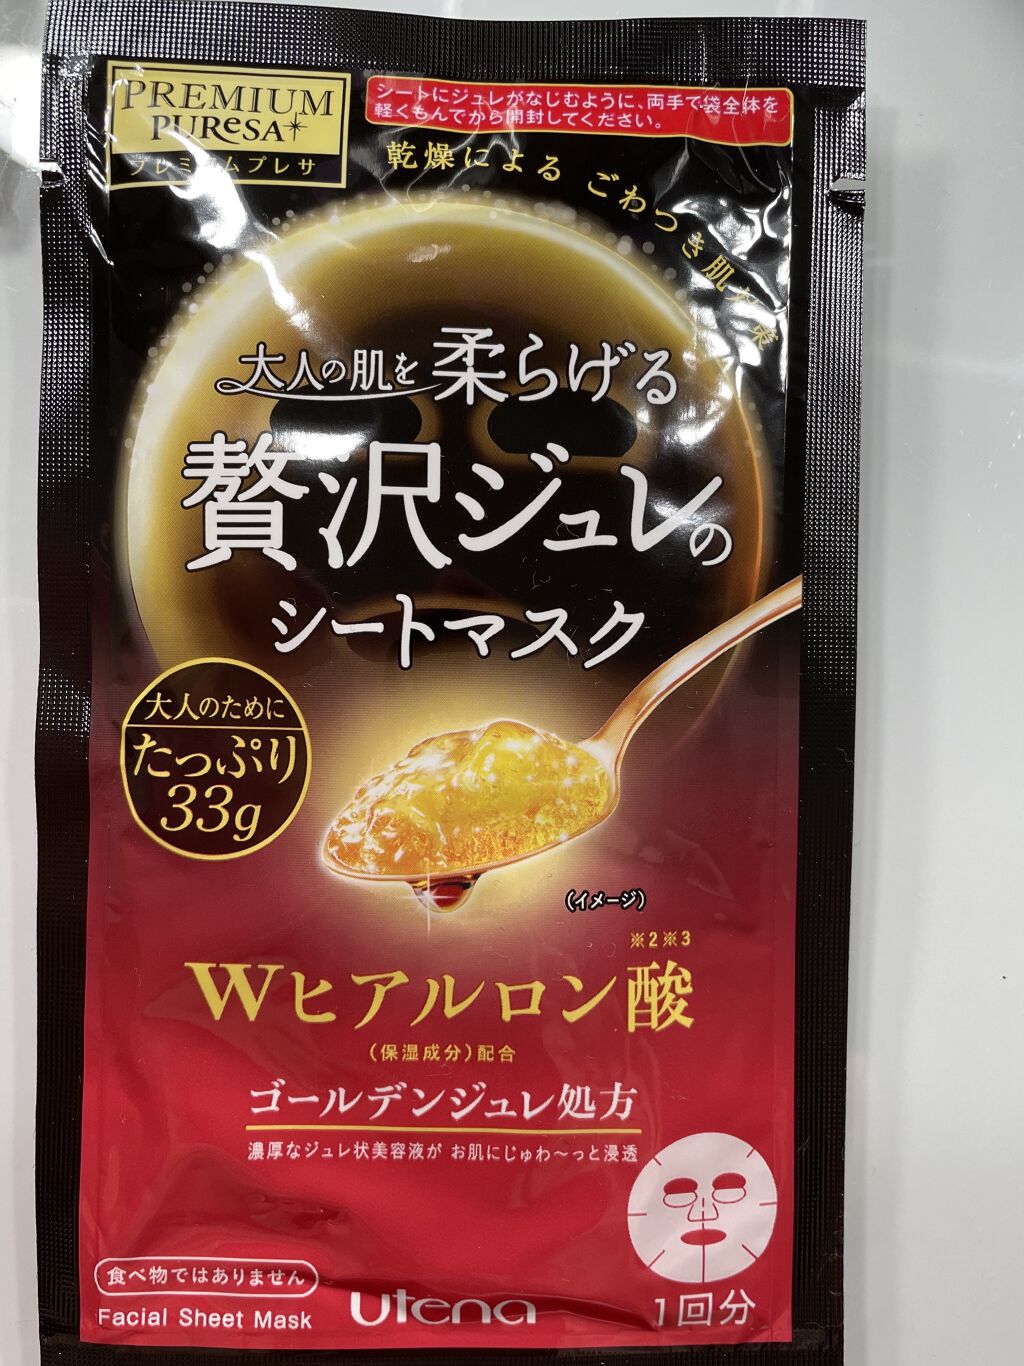 PREMIUM
PUReSA
プレミアムプレサ
シートにジュレがなじむように、両手で袋全体を
軽くもんでから開封してください。
乾燥による ごわつき肌
大人の肌を柔らげる
贅沢ジュレの
シートマスク
大人のために
たっぷり
33g
(イメージ)
※2※3
Wヒアルロン酸
(保湿成分)配合
ゴールデンジュレ処方
濃厚なジュレ状美容液が お肌にじゅわ〜っと浸透
食べ物ではありません
Facial Sheet Mask
Utena
1回分